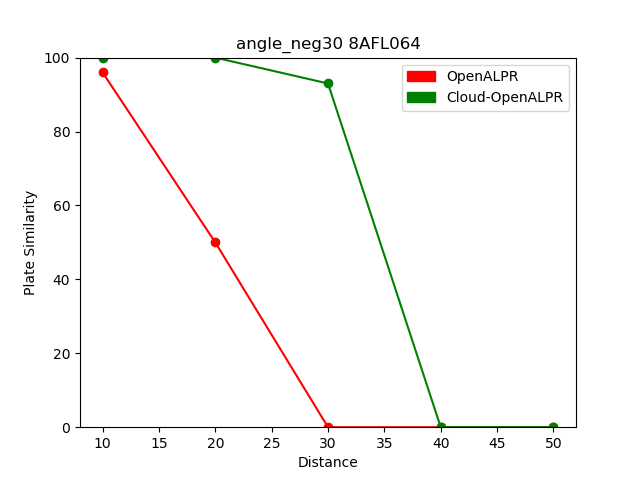 angle_neg30 8AFL064
OpenALPR
Cloud-OpenALPR
Plate Similarity
100
80
60
40
20
0
10 15 20 25 30 35 40 45 50
Distance